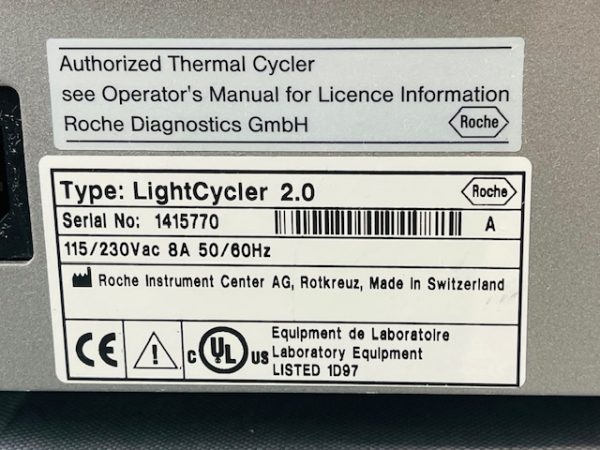 Authorized Thermal Cycler
see Operator's Manual for Licence Information
Roche Diagnostics GmbH
Roche
Type: LightCycler 2.0
Roche
Serial No: 1415770
A
115/230Vac 8A 50/60Hz
Roche Instrument Center AG, Rotkreuz, Made in Switzerland
CE
C UL US
Equipment de Laboratoire
Laboratory Equipment
LISTED 1D97